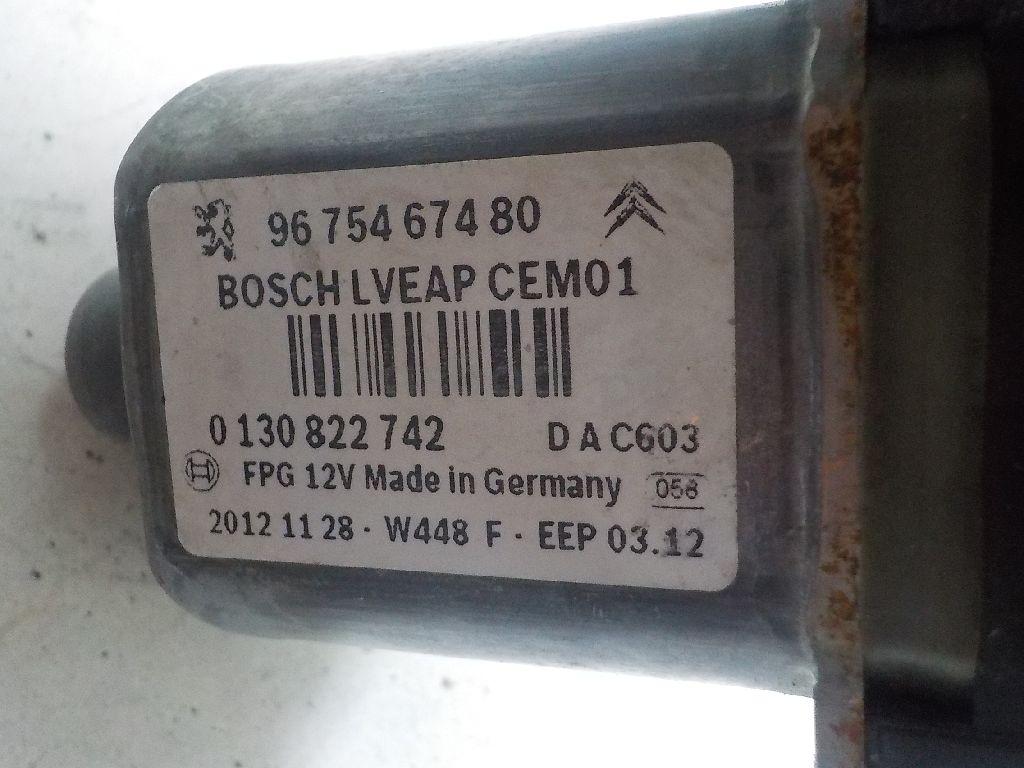 96 754 674 80
BOSCH LVEAP CEM01
0 130 822 742 D A C603
FPG 12V Made in Germany 056
2012 11 28 · W448 F · EEP 03.12